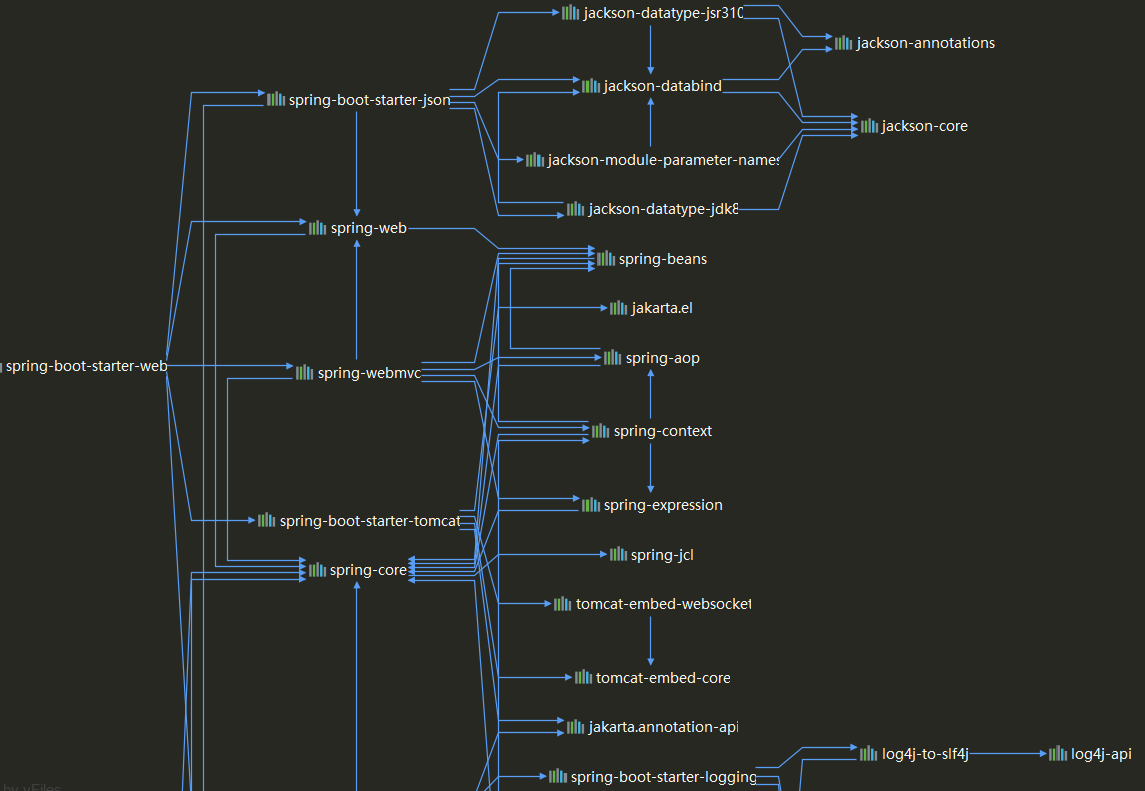 jackson-datatype-jsr310
jackson-annotations
jackson-databind
spring-boot-starter-json
jackson-core
jackson-module-parameter-names
jackson-datatype-jdk8
spring-web
spring-beans
jakarta.el
spring-aop
spring-boot-starter-web
spring-webmvc
spring-context
spring-expression
spring-boot-starter-tomcat
spring-jcl
spring-core
tomcat-embed-websocket
tomcat-embed-core
jakarta.annotation-api
log4j-to-slf4j
log4j-api
spring-boot-starter-logging
by yFiles